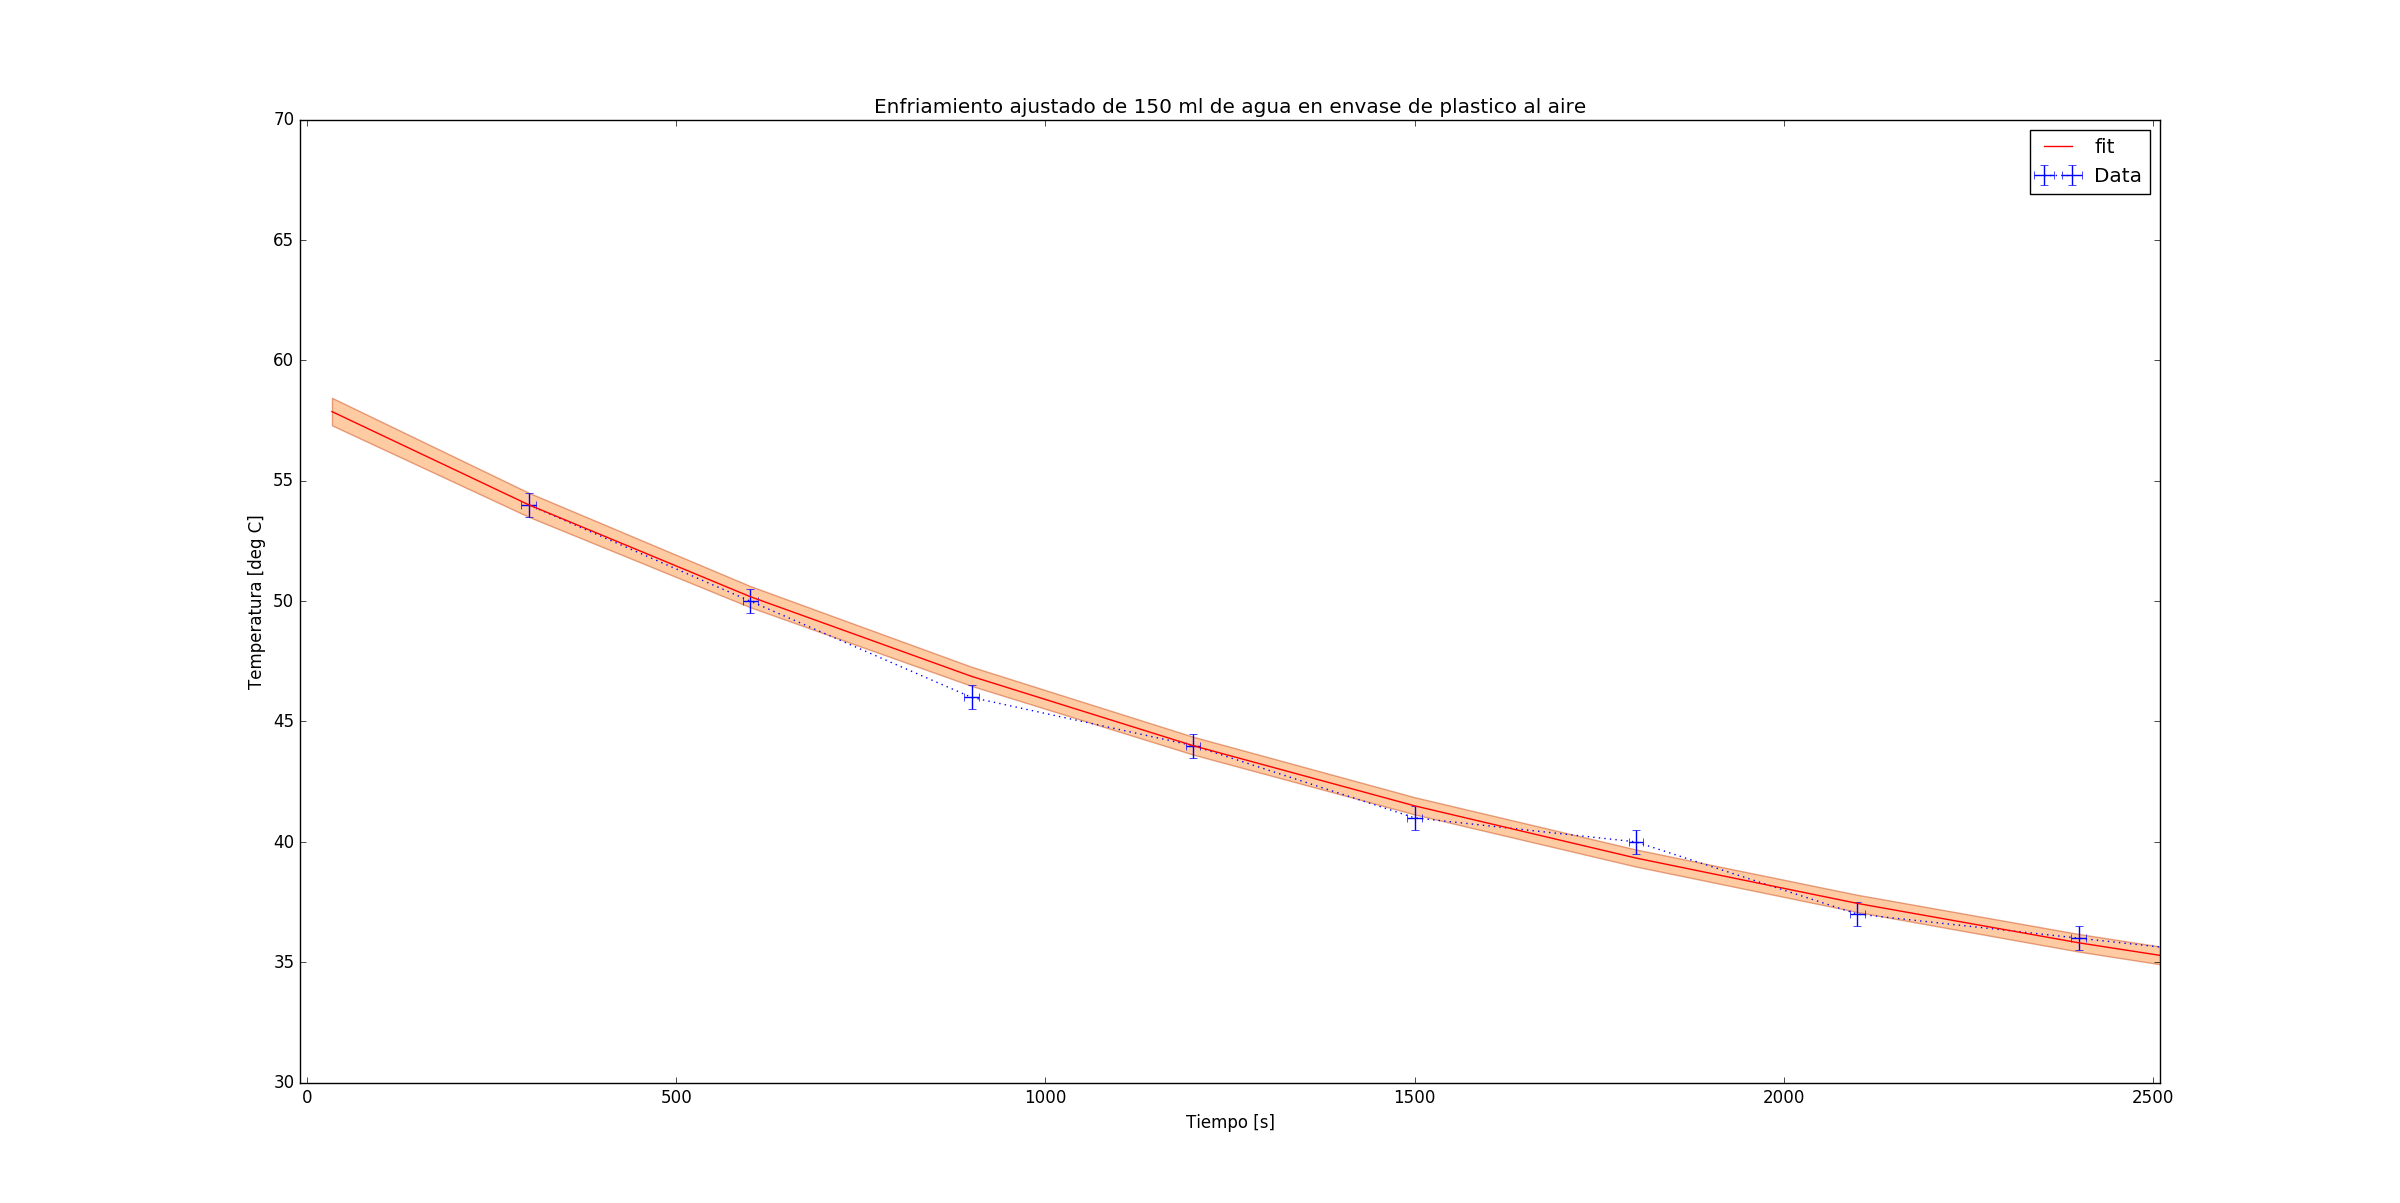 Enfriamiento ajustado de 150 ml de agua en envase de plastico al aire
70
65
60
55
50
45
40
35
30
Temperatura [deg C]
fit
Data
0 500 1000 1500 2000 2500
Tiempo [s]